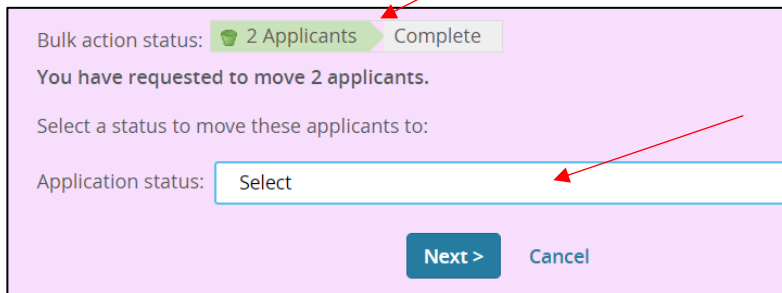 Bulk action status: 2 Applicants Complete
You have requested to move 2 applicants.
Select a status to move these applicants to:
Application status: Select
Next > Cancel